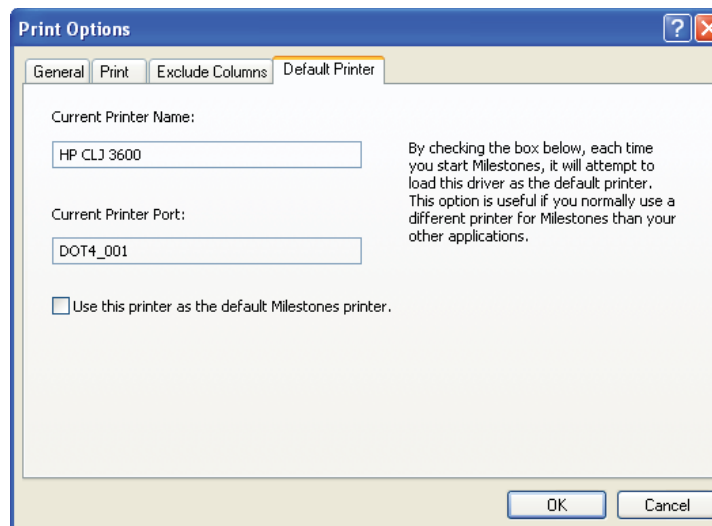 Print Options
?
X
General
Print
Exclude Columns
Default Printer
Current Printer Name:
HP CLJ 3600
Current Printer Port:
DOT4_001
By checking the box below, each time
you start Milestones, it will attempt to
load this driver as the default printer.
This option is useful if you normally use a
different printer for Milestones than your
other applications.
Use this printer as the default Milestones printer.
OK
Cancel